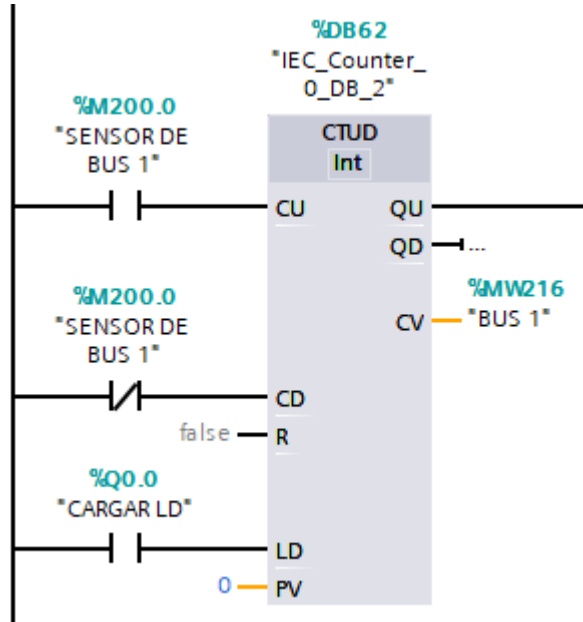 %DB62
"IEC_Counter_
0_DB_2"
%M200.0
"SENSOR DE
BUS 1"
CTUD
Int
CU
QU
QD
...
%M200.0
"SENSOR DE
BUS 1"
%MW216
"BUS 1"
CV
CD
false
R
%Q0.0
"CARGAR LD"
LD
0
PV